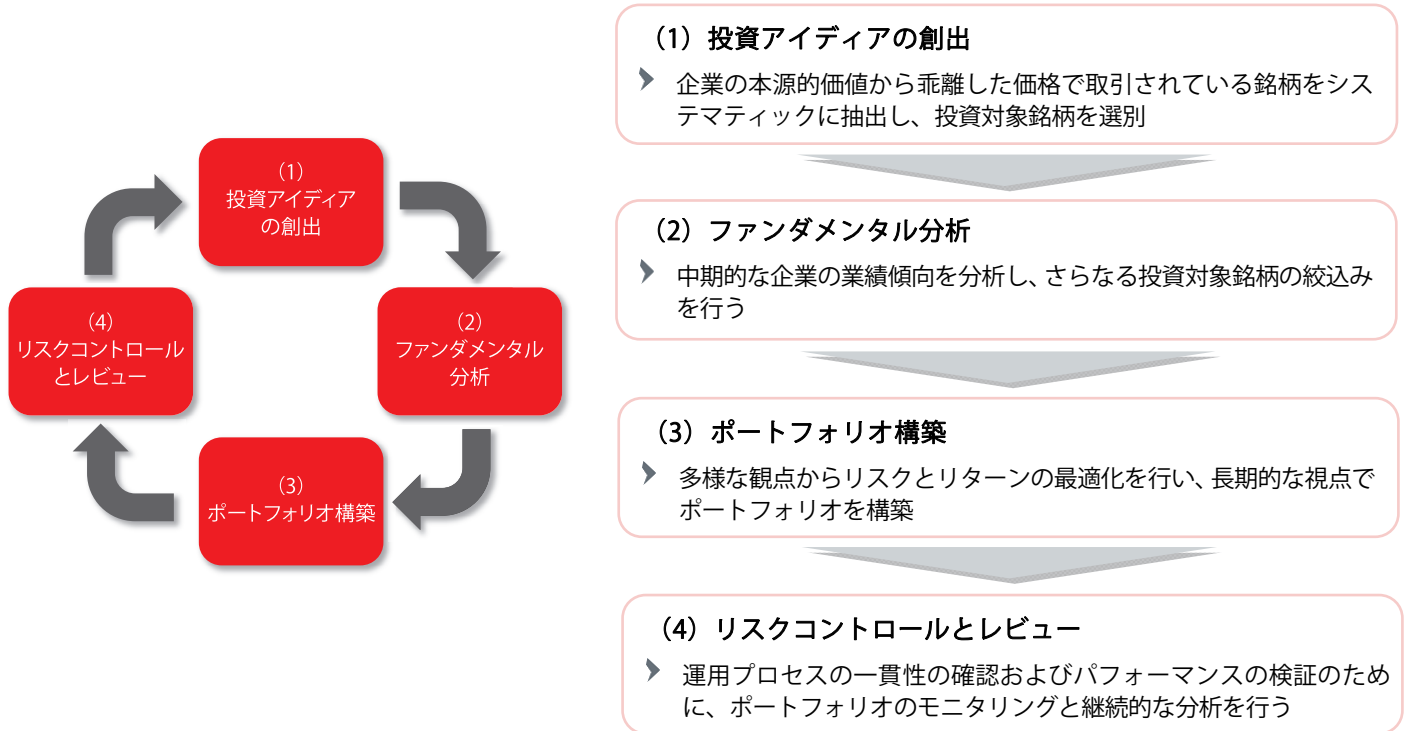 (1)
投資アイディア
の創出
(2)
ファンダメンタル
分析
(3)
ポートフォリオ構築
(4)
リスクコントロール
とレビュー
(1) 投資アイディアの創出
企業の本源的価値から乖離した価格で取引されている銘柄をシス
テマティックに抽出し、投資対象銘柄を選別
(2) ファンダメンタル分析
中期的な企業の業績傾向を分析し、さらなる投資対象銘柄の絞込み
を行う
(3) ポートフォリオ構築
多様な観点からリスクとリターンの最適化を行い、長期的な視点で
ポートフォリオを構築
(4) リスクコントロールとレビュー
運用プロセスの一貫性の確認およびパフォーマンスの検証のため
に、ポートフォリオのモニタリングと継続的な分析を行う